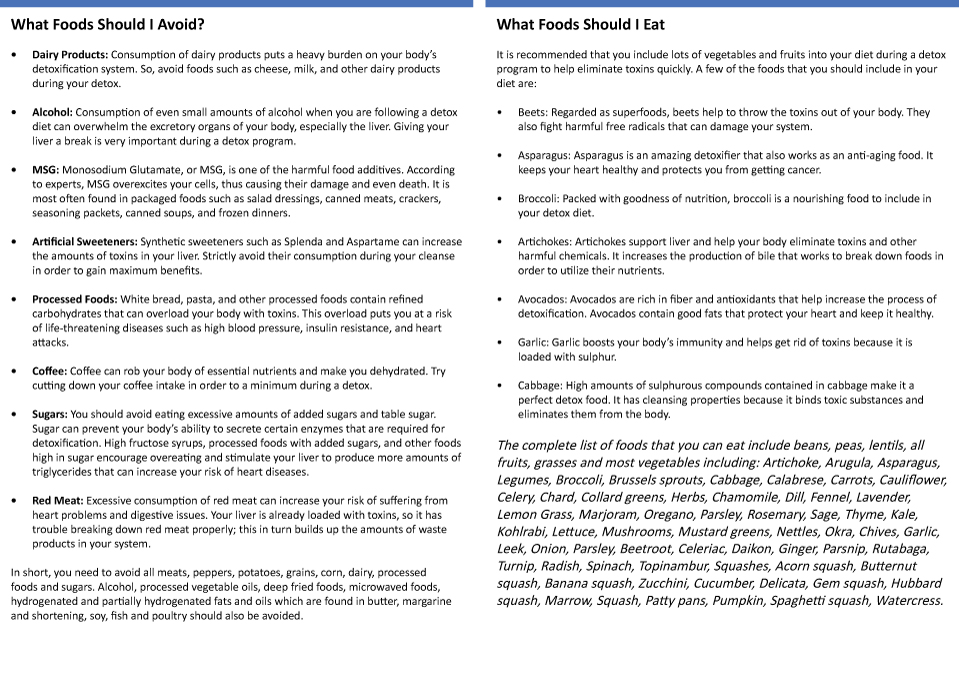 What Foods Should I Avoid?
• Dairy Products: Consumption of dairy products puts a heavy burden on your body's
detoxification system. So, avoid foods such as cheese, milk, and other dairy products
during your detox.
• Alcohol: Consumption of even small amounts of alcohol when you are following a detox
diet can overwhelm the excretory organs of your body, especially the liver. Giving your
liver a break is very important during a detox program.
• MSG: Monosodium Glutamate, or MSG, is one of the harmful food additives. According
to experts, MSG overexcites your cells, thus causing their damage and even death. It is
most often found in packaged foods such as salad dressings, canned meats, crackers,
seasoning packets, canned soups, and frozen dinners.
• Artificial Sweeteners: Synthetic sweeteners such as Splenda and Aspartame can increase
the amounts of toxins in your liver. Strictly avoid their consumption during your cleanse
in order to gain maximum benefits.
• Processed Foods: White bread, pasta, and other processed foods contain refined
carbohydrates that can overload your body with toxins. This overload puts you at a risk
of life-threatening diseases such as high blood pressure, insulin resistance, and heart
attacks.
• Coffee: Coffee can rob your body of essential nutrients and make you dehydrated. Try
cutting down your coffee intake in order to a minimum during a detox.
• Sugars: You should avoid eating excessive amounts of added sugars and table sugar.
Sugar can prevent your body's ability to secrete certain enzymes that are required for
detoxification. High fructose syrups, processed foods with added sugars, and other foods
high in sugar encourage overeating and stimulate your liver to produce more amounts of
triglycerides that can increase your risk of heart diseases.
• Red Meat: Excessive consumption of red meat can increase your risk of suffering from
heart problems and digestive issues. Your liver is already loaded with toxins, so it has
trouble breaking down red meat properly; this in turn builds up the amounts of waste
products in your system.
In short, you need to avoid all meats, peppers, potatoes, grains, corn, dairy, processed
foods and sugars. Alcohol, processed vegetable oils, deep fried foods, microwaved foods,
hydrogenated and partially hydrogenated fats and oils which are found in butter, margarine
and shortening, soy, fish and poultry should also be avoided.
What Foods Should I Eat
It is recommended that you include lots of vegetables and fruits into your diet during a detox
program to help eliminate toxins quickly. A few of the foods that you should include in your
diet are:
• Beets: Regarded as superfoods, beets help to throw the toxins out of your body. They
also fight harmful free radicals that can damage your system.
• Asparagus: Asparagus is an amazing detoxifier that also works as an anti-aging food. It
keeps your heart healthy and protects you from getting cancer.
• Broccoli: Packed with goodness of nutrition, broccoli is a nourishing food to include in
your detox diet.
• Artichokes: Artichokes support liver and help your body eliminate toxins and other
harmful chemicals. It increases the production of bile that works to break down foods in
order to utilize their nutrients.
• Avocados: Avocados are rich in fiber and antioxidants that help increase the process of
detoxification. Avocados contain good fats that protect your heart and keep it healthy.
• Garlic: Garlic boosts your body's immunity and helps get rid of toxins because it is
loaded with sulphur.
• Cabbage: High amounts of sulphurous compounds contained in cabbage make it a
perfect detox food. It has cleansing properties because it binds toxic substances and
eliminates them from the body.
The complete list of foods that you can eat include beans, peas, lentils, all
fruits, grasses and most vegetables including: Artichoke, Arugula, Asparagus,
Legumes, Broccoli, Brussels sprouts, Cabbage, Calabrese, Carrots, Cauliflower,
Celery, Chard, Collard greens, Herbs, Chamomile, Dill, Fennel, Lavender,
Lemon Grass, Marjoram, Oregano, Parsley, Rosemary, Sage, Thyme, Kale,
Kohlrabi, Lettuce, Mushrooms, Mustard greens, Nettles, Okra, Chives, Garlic,
Leek, Onion, Parsley, Beetroot, Celeriac, Daikon, Ginger, Parsnip, Rutabaga,
Turnip, Radish, Spinach, Topinambur, Squashes, Acorn squash, Butternut
squash, Banana squash, Zucchini, Cucumber, Delicata, Gem squash, Hubbard
squash, Marrow, Squash, Patty pans, Pumpkin, Spaghetti squash, Watercress.